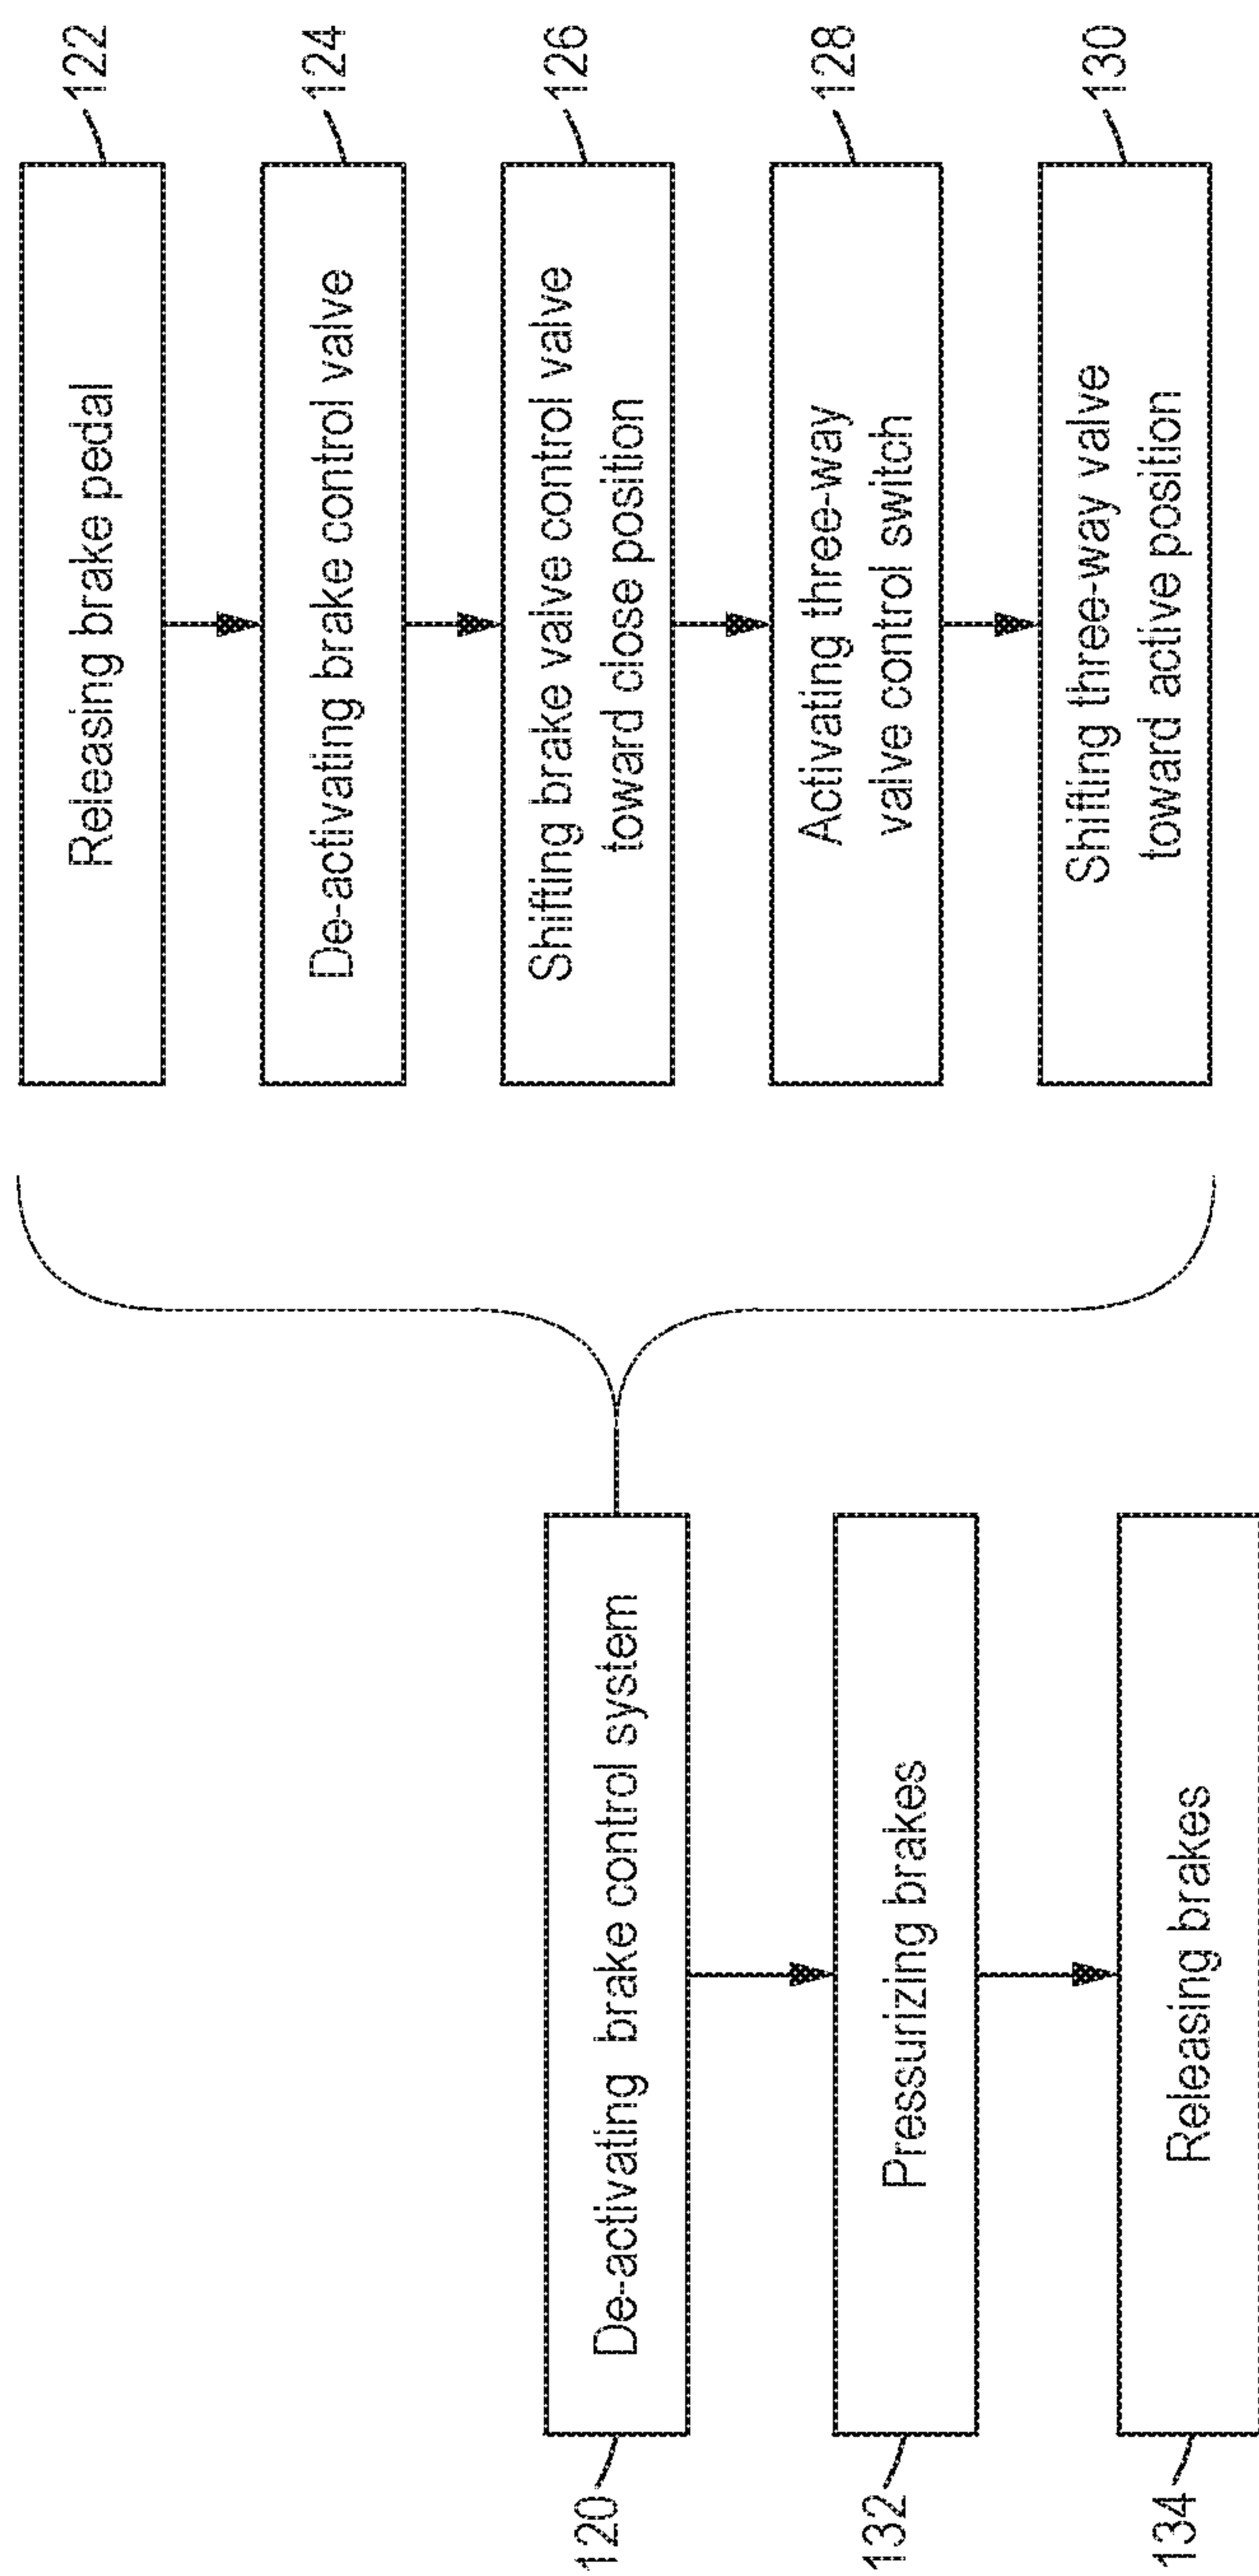 120
De-activating brake control system
132
Pressurizing brakes
134
Releasing brakes
Releasing brake pedal
122
De-activating brake control valve
124
Shifting brake valve control valve
toward close position
126
Activating three-way
valve control switch
128
Shifting three-way valve
toward active position
130